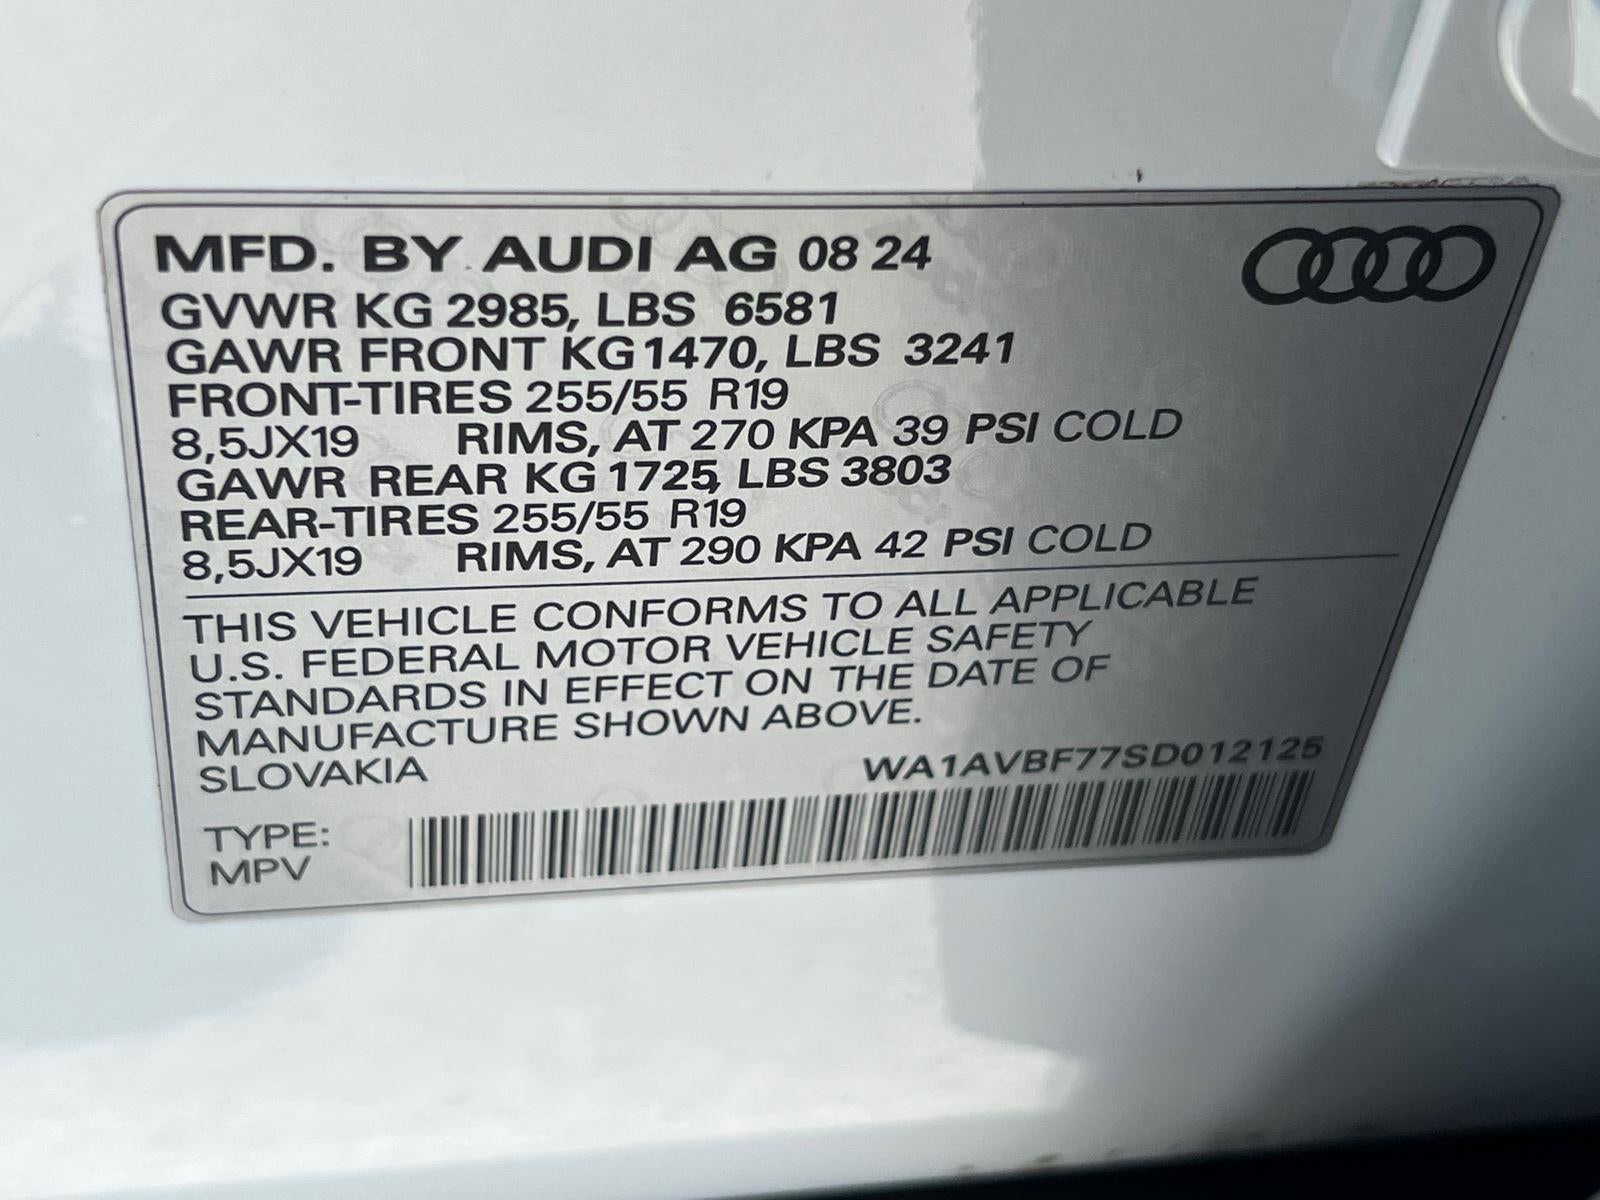 MFD. BY AUDI AG 08 24
GVWR KG 2985, LBS 6581
GAWR FRONT KG 1470, LBS 3241
FRONT-TIRES 255/55 R19
8,5JX19 RIMS, AT 270 KPA 39 PSI COLD
GAWR REAR KG 1725, LBS 3803
REAR-TIRES 255/55 R19
8,5JX19 RIMS, AT 290 KPA 42 PSI COLD
THIS VEHICLE CONFORMS TO ALL APPLICABLE
U.S. FEDERAL MOTOR VEHICLE SAFETY
STANDARDS IN EFFECT ON THE DATE OF
MANUFACTURE SHOWN ABOVE.
SLOVAKIA
WA1AVBF77SD012125
TYPE:
MPV